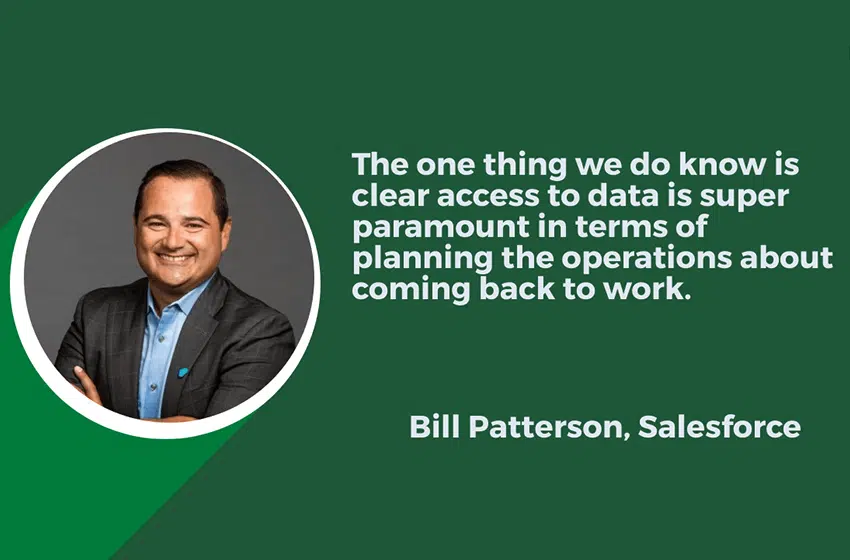 The one thing we do know is
clear access to data is super
paramount in terms of
planning the operations about
coming back to work.
Bill Patterson, Salesforce